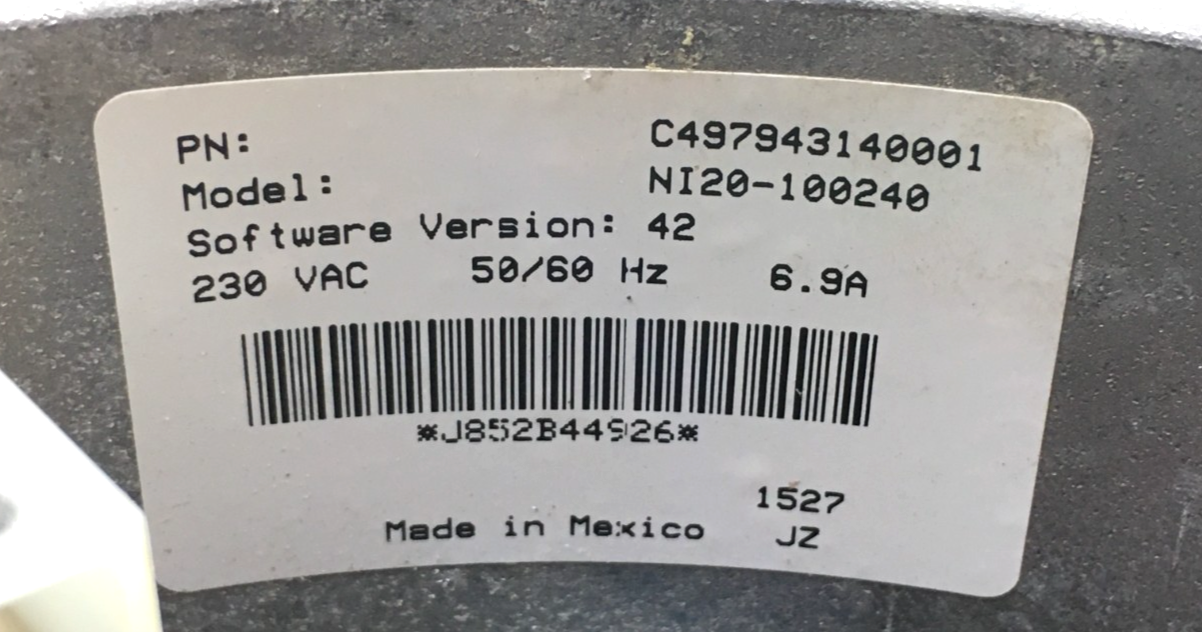 PN: C497943140001
Model: NI20-100240
Software Version: 42
230 VAC 50/60 Hz 6.9A
*J852B44926*
1527
Made in Mexico JZ